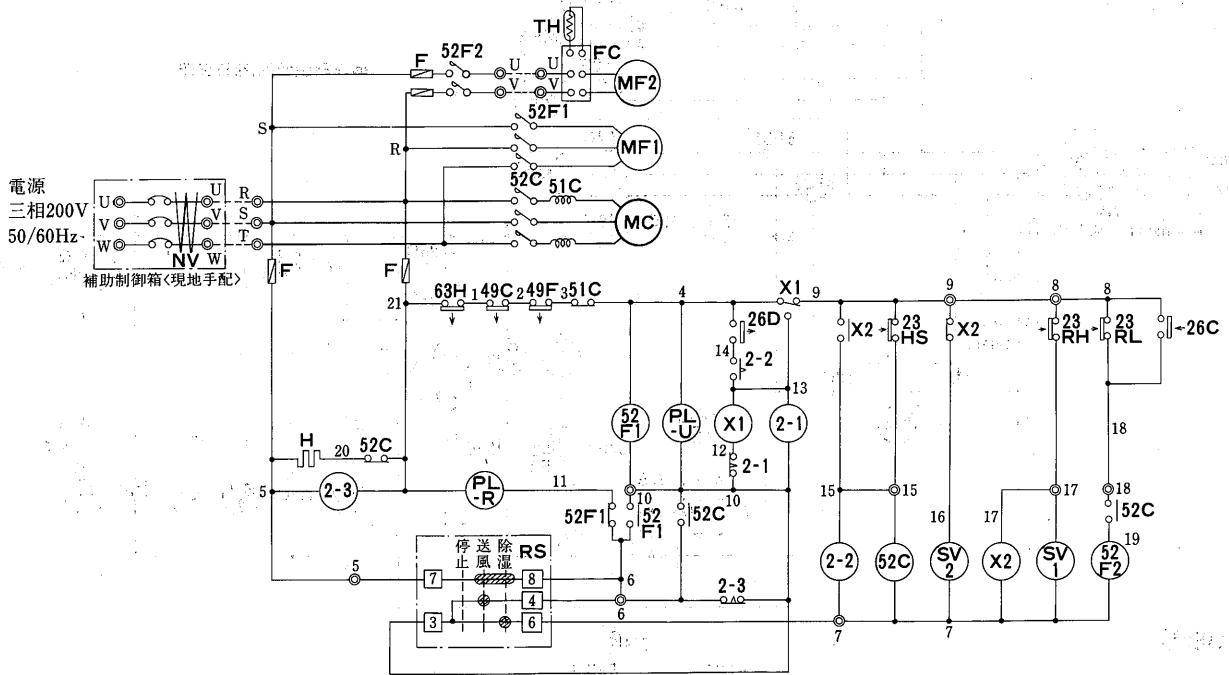 TH
FC
F
52F2
U
U
V
V
MF2
52F1
S
R
MF1
52C
51C
MC
電源
三相200V
50/60Hz
U
V
W
U
V
W
NV
R
S
T
補助制御箱<現地手配>
F
F
21
63H
1
49C
2
49F
3
51C
4
X1
9
9
8
8
26D
14
2-2
13
X2
23
HS
X2
23
RH
23
RL
26C
52
F1
PL
-U
X1
2-1
12
2-1
18
H
20
52C
5
2-3
PL
-R
11
10
10
15
15
17
18
52F1
52
F1
52C
16
17
52C
19
2-2
52C
SV
2
X2
SV
1
52
F2
停止
送風
除湿
RS
5
7
8
6
4
6
2-3
3
6
7
7